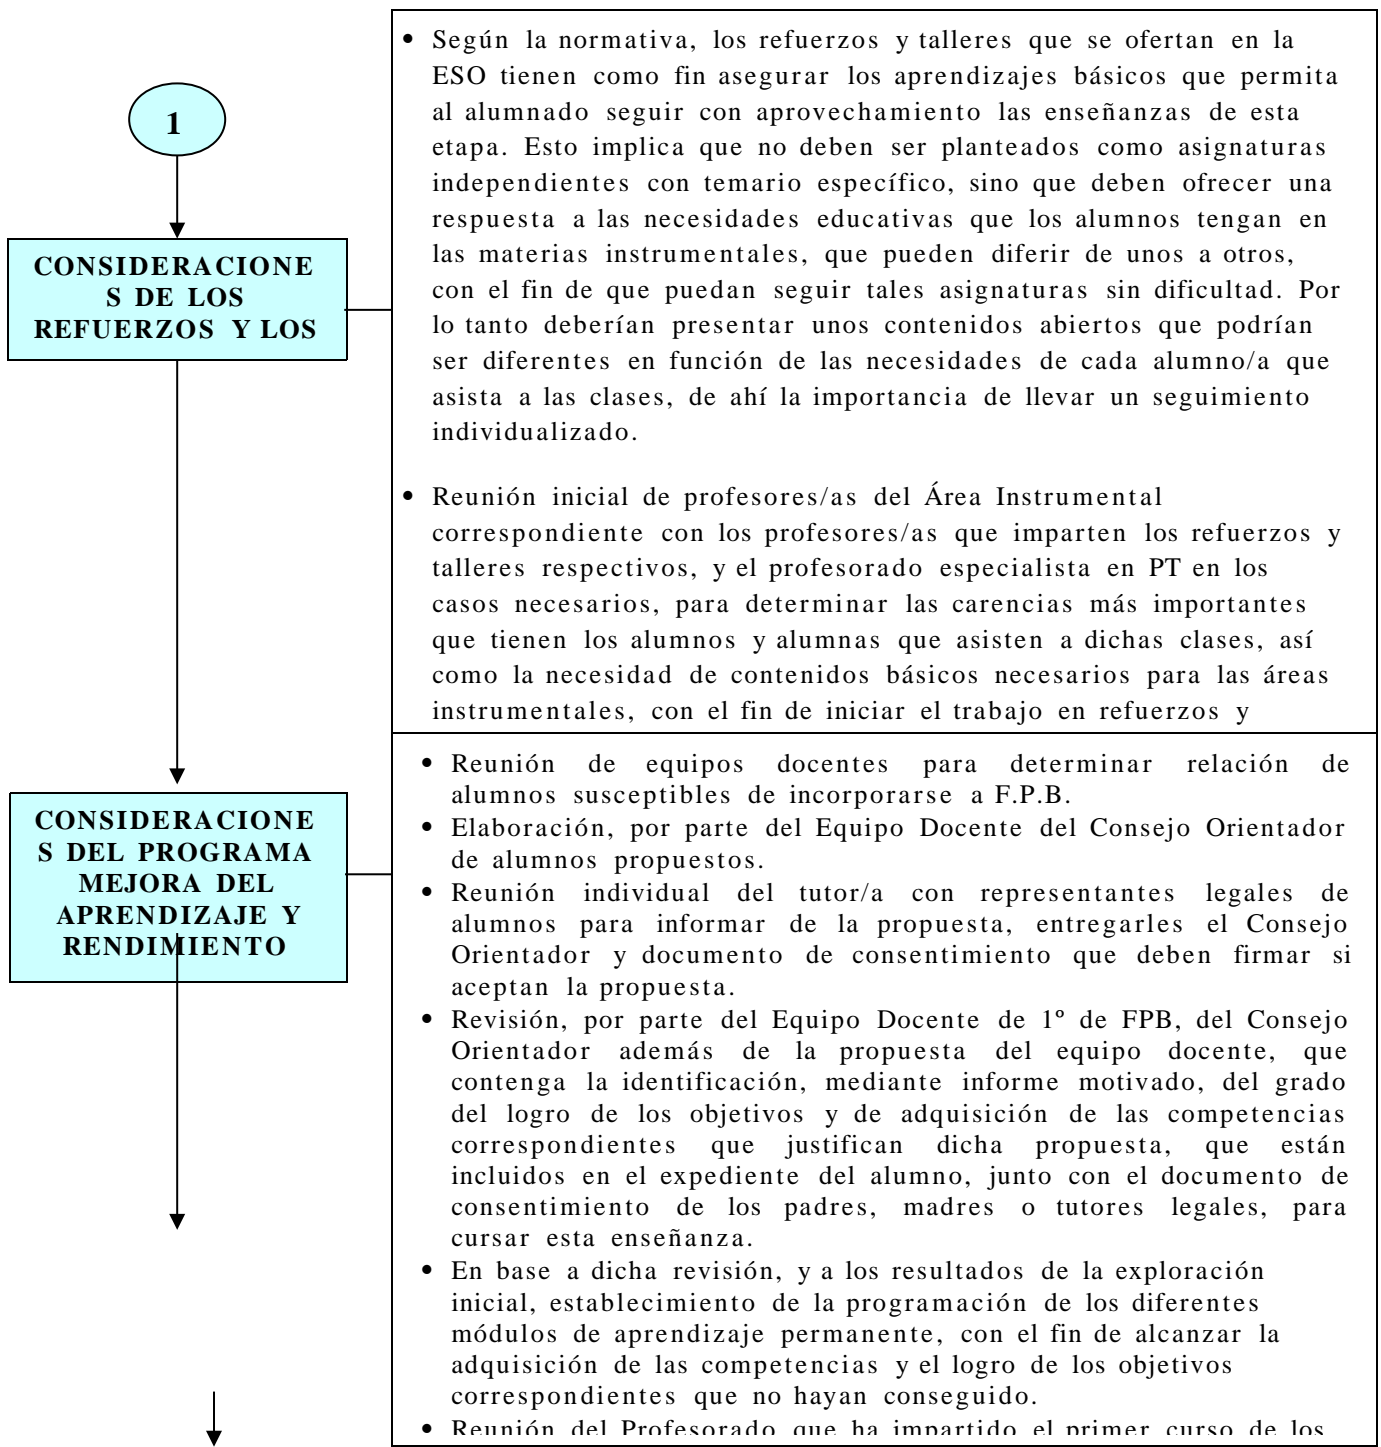 1
CONSIDERACIONE
S DE LOS
REFUERZOS Y LOS
• Según la normativa, los refuerzos y talleres que se ofertan en la
ESO tienen como fin asegurar los aprendizajes básicos que permita
al alumnado seguir con aprovechamiento las enseñanzas de esta
etapa. Esto implica que no deben ser planteados como asignaturas
independientes con temario específico, sino que deben ofrecer una
respuesta a las necesidades educativas que los alumnos tengan en
las materias instrumentales, que pueden diferir de unos a otros,
con el fin de que puedan seguir tales asignaturas sin dificultad. Por
lo tanto deberían presentar unos contenidos abiertos que podrían
ser diferentes en función de las necesidades de cada alumno/a que
asista a las clases, de ahí la importancia de llevar un seguimiento
individualizado.
• Reunión inicial de profesores/as del Área Instrumental
correspondiente con los profesores/as que imparten los refuerzos y
talleres respectivos, y el profesorado especialista en PT en los
casos necesarios, para determinar las carencias más importantes
que tienen los alumnos y alumnas que asisten a dichas clases, así
como la necesidad de contenidos básicos necesarios para las áreas
instrumentales, con el fin de iniciar el trabajo en refuerzos y
CONSIDERACIONE
S DEL PROGRAMA
MEJORA DEL
APRENDIZAJE Y
RENDIMIENTO
• Reunión de equipos docentes para determinar relación de
alumnos susceptibles de incorporarse a F.P.B.
• Elaboración, por parte del Equipo Docente del Consejo Orientador
de alumnos propuestos.
• Reunión individual del tutor/a con representantes legales de
alumnos para informar de la propuesta, entregarles el Consejo
Orientador y documento de consentimiento que deben firmar si
aceptan la propuesta.
• Revisión, por parte del Equipo Docente de 1º de FPB, del Consejo
Orientador además de la propuesta del equipo docente, que
contenga la identificación, mediante informe motivado, del grado
del logro de los objetivos y de adquisición de las competencias
correspondientes que justifican dicha propuesta, que están
incluidos en el expediente del alumno, junto con el documento de
consentimiento de los padres, madres o tutores legales, para
cursar esta enseñanza.
• En base a dicha revisión, y a los resultados de la exploración
inicial, establecimiento de la programación de los diferentes
módulos de aprendizaje permanente, con el fin de alcanzar la
adquisición de las competencias y el logro de los objetivos
correspondientes que no hayan conseguido.
• Reunión del Profesorado que ha impartido el primer curso de los